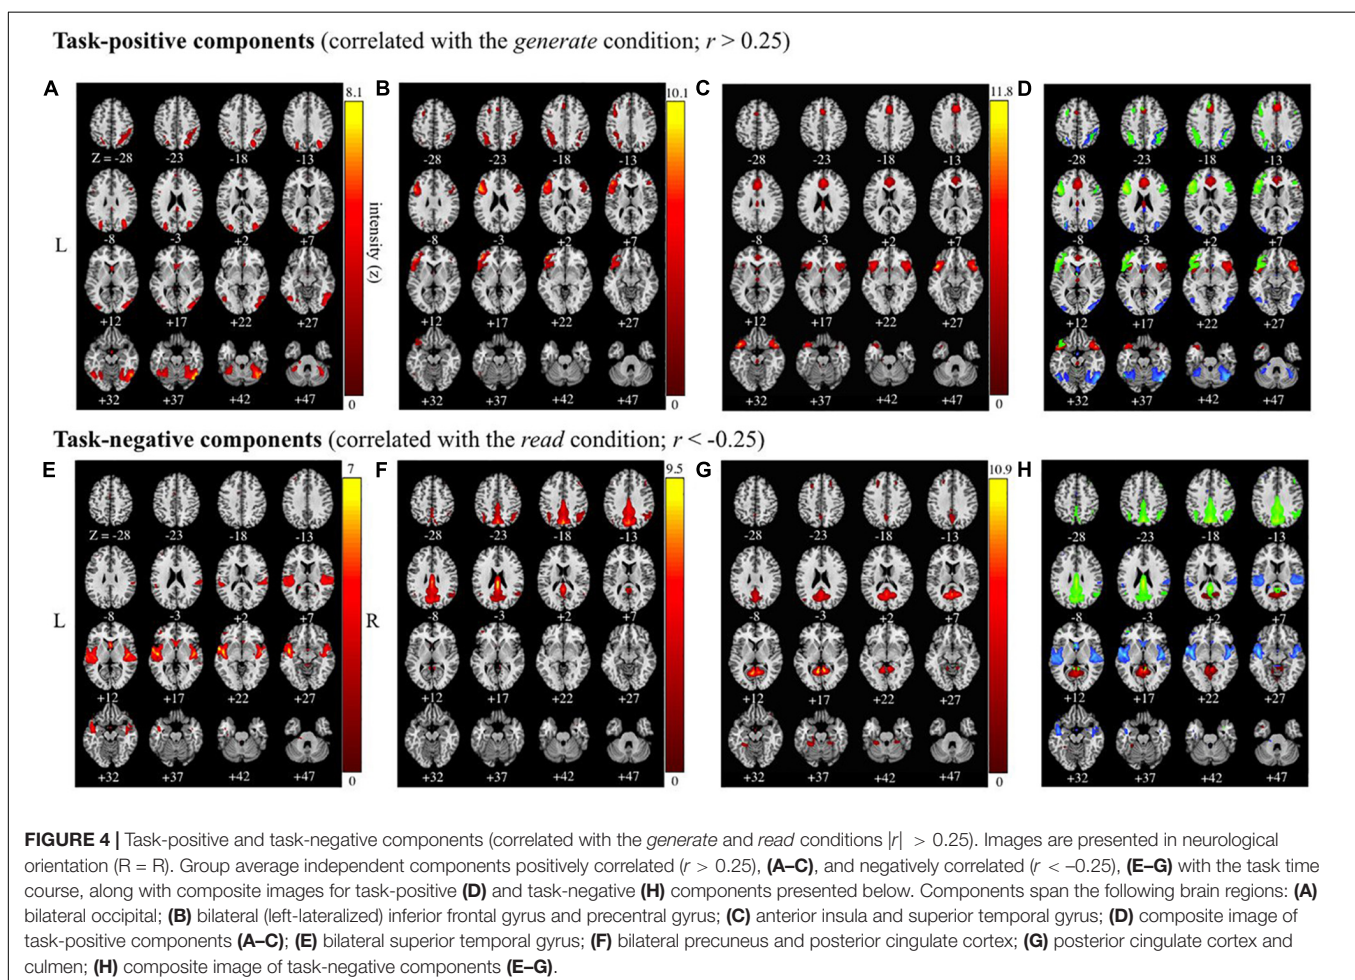 Task-positive components (correlated with the generate condition; r > 0.25)
A B C D
8.1 10.1 11.8
Z = -28 -23 -18 -13
-28 -23 -18 -13
-28 -23 -18 -13
-28 -23 -18 -13
L
intensity (z)
-8 -3 +2 +7
-8 -3 +2 +7
-8 -3 +2 +7
-8 -3 +2 +7
+12 +17 +22 +27
+12 +17 +22 +27
+12 +17 +22 +27
+12 +17 +22 +27
+32 +37 +42 +47
+32 +37 +42 +47
+32 +37 +42 +47
+32 +37 +42 +47
0 0 0
Task-negative components (correlated with the read condition; r < -0.25)
E F G H
7 9.5 10.9
Z = -28 -23 -18 -13
-28 -23 -18 -13
-28 -23 -18 -13
-28 -23 -18 -13
L R
-8 -3 +2 +7
-8 -3 +2 +7
-8 -3 +2 +7
-8 -3 +2 +7
+12 +17 +22 +27
+12 +17 +22 +27
+12 +17 +22 +27
+12 +17 +22 +27
+32 +37 +42 +47
+32 +37 +42 +47
+32 +37 +42 +47
+32 +37 +42 +47
0 0 0
FIGURE 4 | Task-positive and task-negative components (correlated with the generate and read conditions |r| > 0.25). Images are presented in neurological
orientation (R = R). Group average independent components positively correlated (r > 0.25), (A–C), and negatively correlated (r < –0.25), (E–G) with the task time
course, along with composite images for task-positive (D) and task-negative (H) components presented below. Components span the following brain regions: (A)
bilateral occipital; (B) bilateral (left-lateralized) inferior frontal gyrus and precentral gyrus; (C) anterior insula and superior temporal gyrus; (D) composite image of
task-positive components (A–C); (E) bilateral superior temporal gyrus; (F) bilateral precuneus and posterior cingulate cortex; (G) posterior cingulate cortex and
culmen; (H) composite image of task-negative components (E–G).